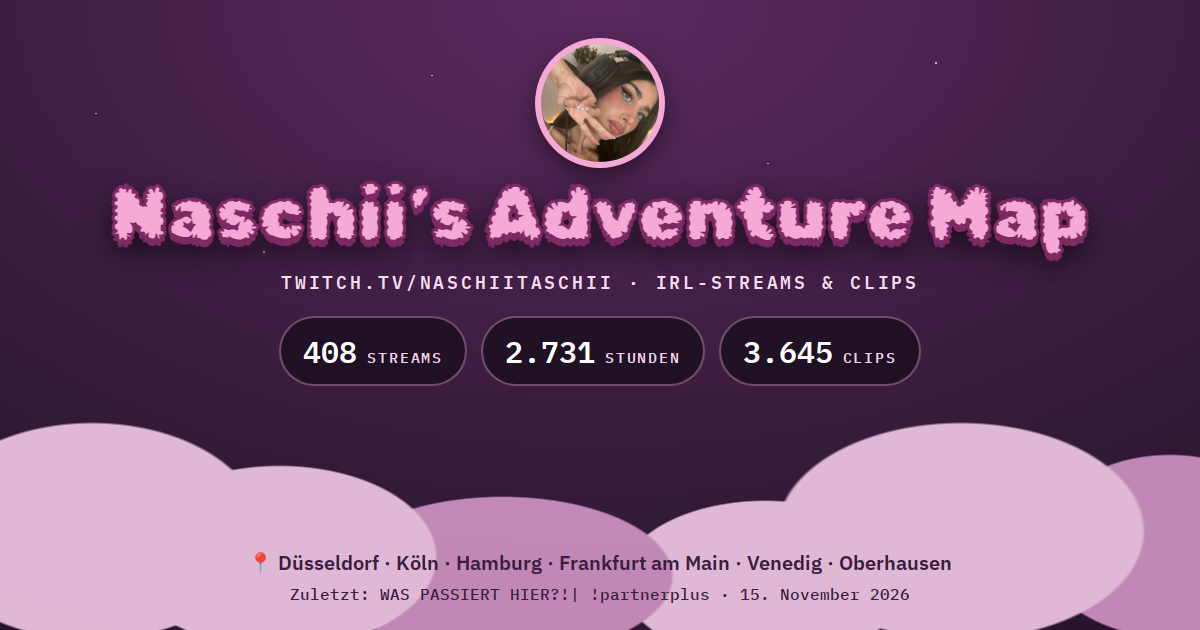 Naschii's Adventure Map
TWITCH.TV/NASCHIITASCHII · IRL-STREAMS & CLIPS
408 STREAMS 2.731 STUNDEN 3.645 CLIPS
📍 Düsseldorf · Köln · Hamburg · Frankfurt am Main · Venedig · Oberhausen
Zuletzt: WAS PASSIERT HIER?!| !partnerplus · 15. November 2026